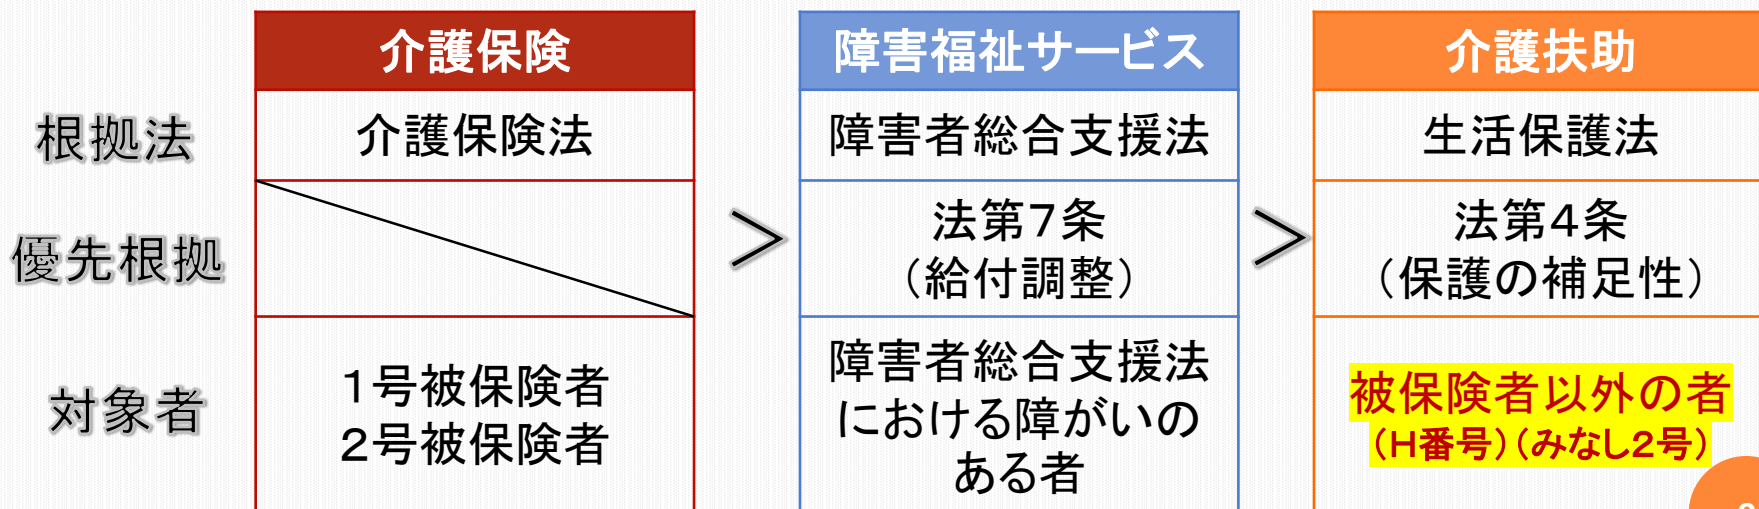 介護保険
障害福祉サービス
介護扶助
根拠法
介護保険法
障害者総合支援法
生活保護法
優先根拠
＞
法第7条
（給付調整）
＞
法第4条
（保護の補足性）
対象者
1号被保険者
2号被保険者
障害者総合支援法
における障がいの
ある者
被保険者以外の者
（H番号）（みなし2号）